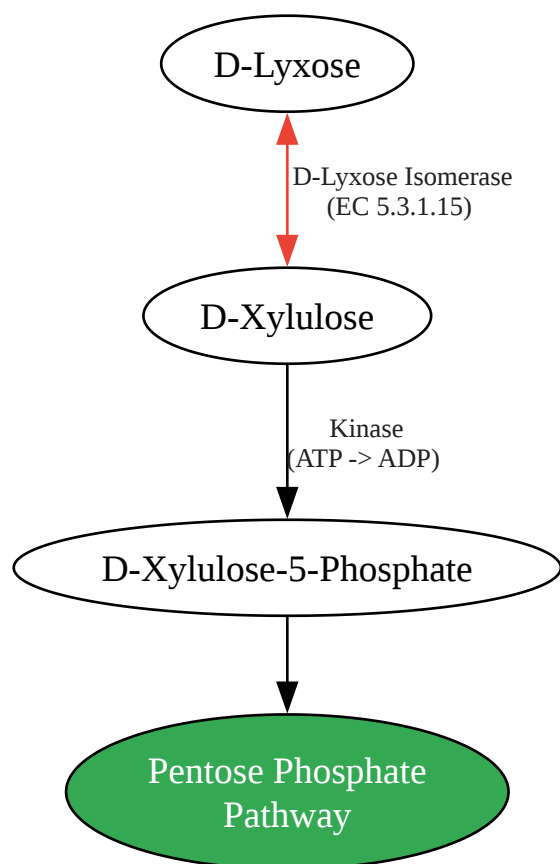 D-Lyxose
D-Lyxose Isomerase
(EC 5.3.1.15)
D-Xylulose
Kinase
(ATP -> ADP)
D-Xylulose-5-Phosphate
Pentose Phosphate
Pathway